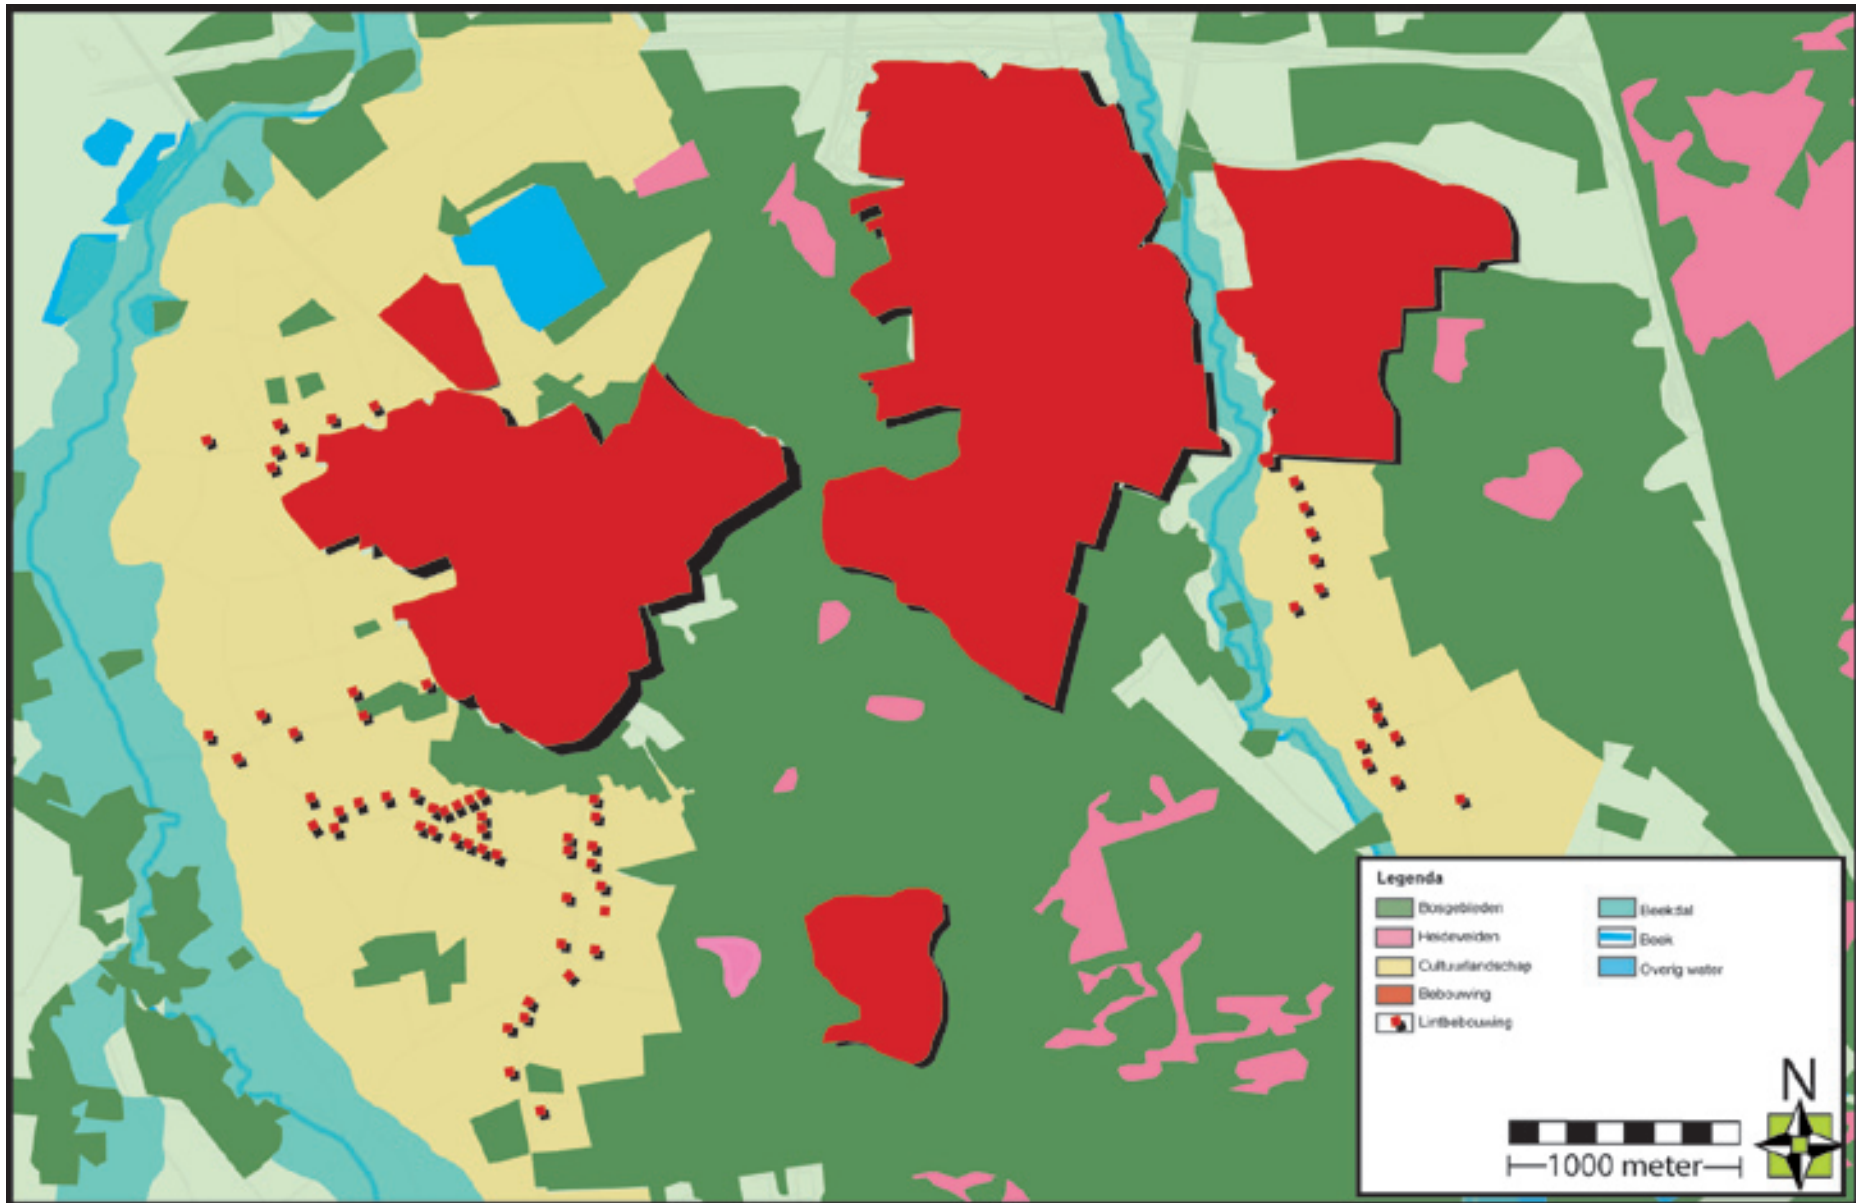 Legenda
Bosgebieden
Heidevelden
Cultuurlandschap
Bebouwing
Lintbebouwing
Beekdal
Beek
Overig water
N
1000 meter